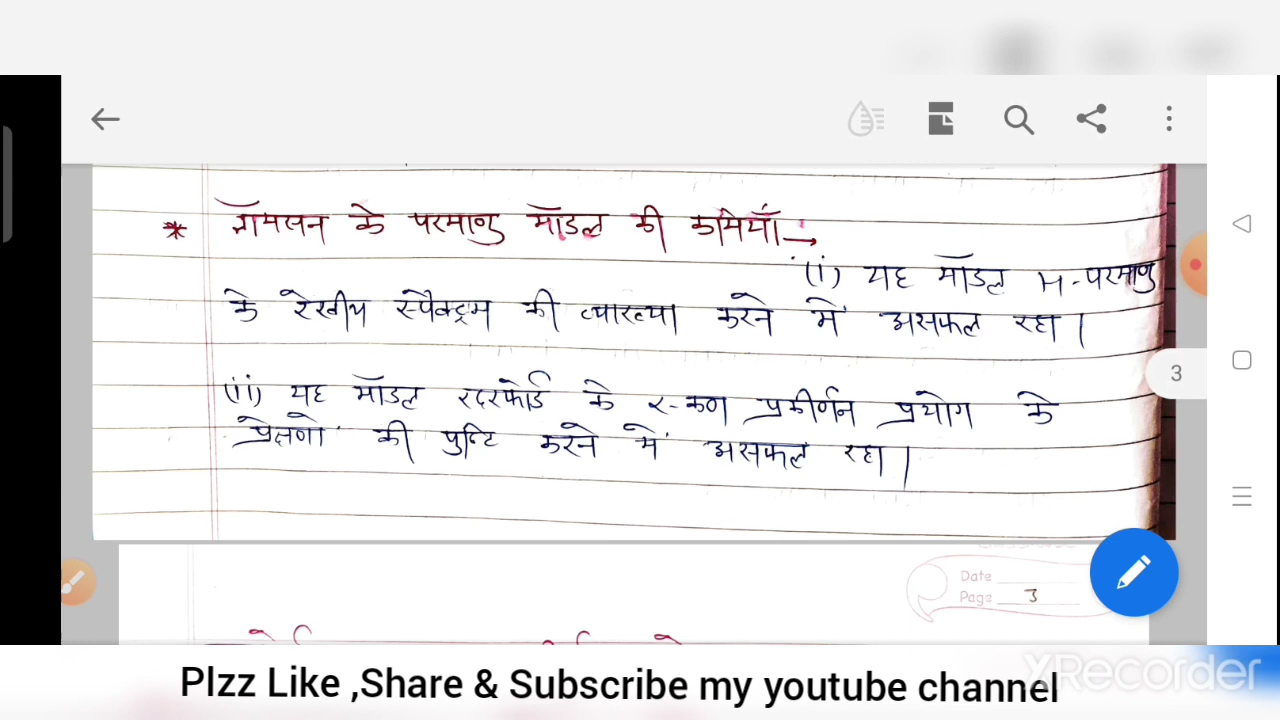 * थॉमसन के परमाणु मॉडल की कमियाँ →
(i) यह मॉडल H-परमाणु
के रेखीय स्पैक्ट्रम की व्याख्या करने में असफल रहा।
(ii) यह मॉडल रदरफोर्ड के α-कण प्रकीर्णन प्रयोग के
प्रेक्षणों की पुष्टि करने में असफल रहा।
3
Date
Page 3
Plzz Like ,Share & Subscribe my youtube channel
XRecorder